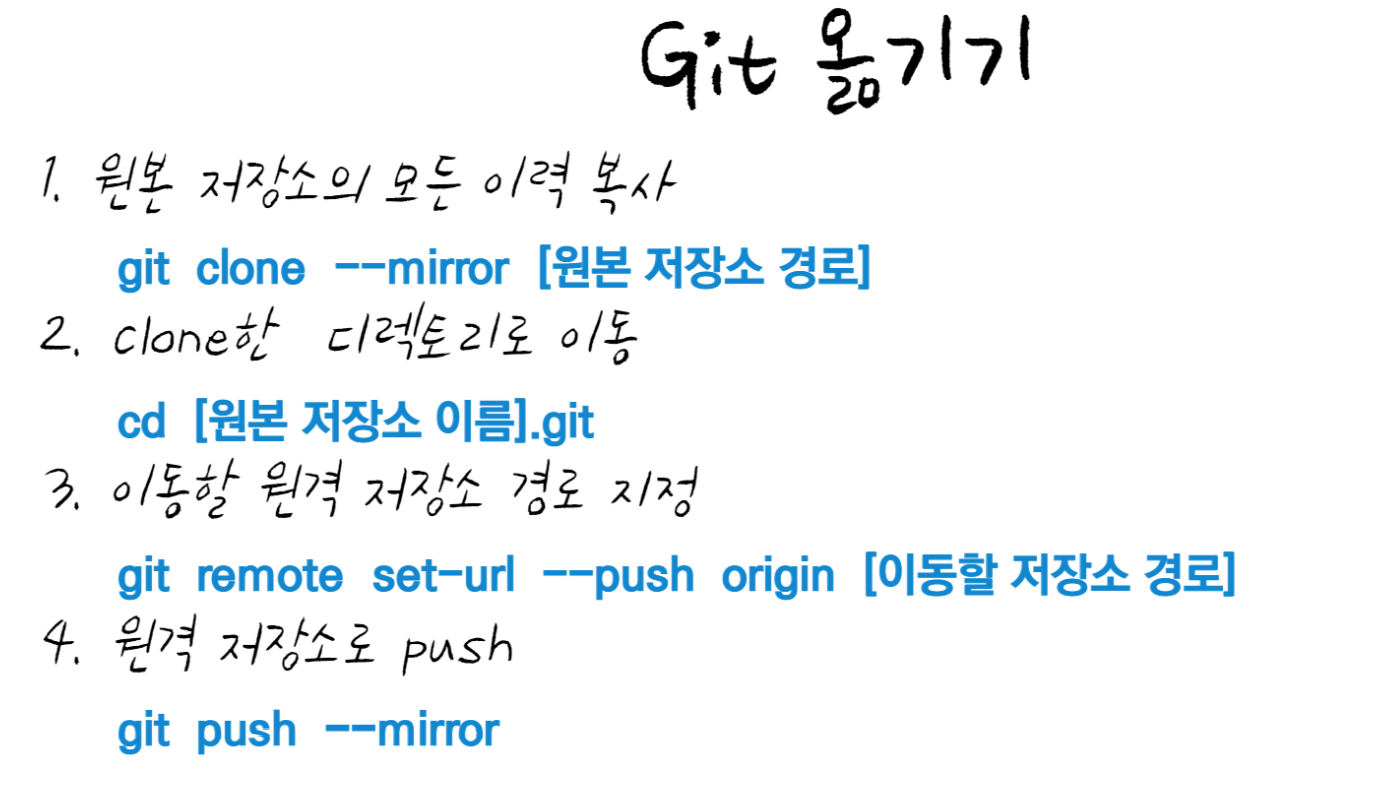 Git 옮기기
1. 원본 저장소의 모든 이력 복사
git clone --mirror [원본 저장소 경로]
2. clone한 디렉토리로 이동
cd [원본 저장소 이름].git
3. 이동할 원격 저장소 경로 지정
git remote set-url --push origin [이동할 저장소 경로]
4. 원격 저장소로 push
git push --mirror